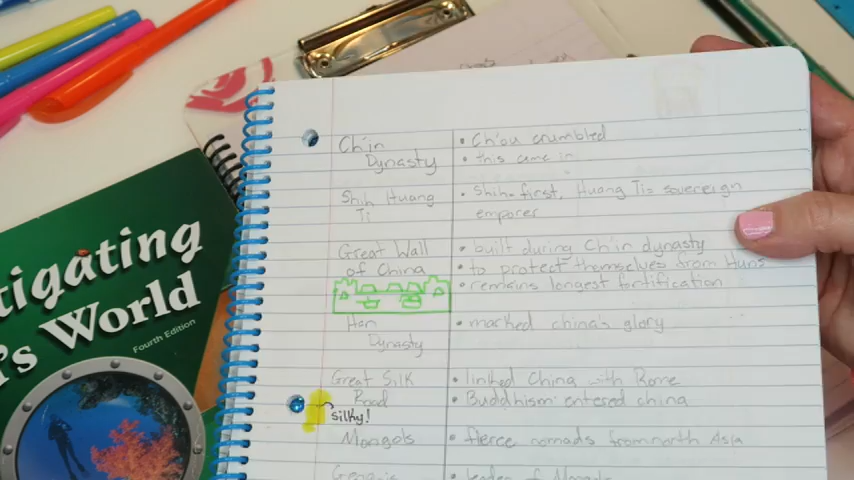 tigating
's World
Fourth Edition
Ch'in
Dynasty
• Ch'ou crumbled
• this came in
Shih Huang
Ti
• Shih= first, Huang Ti= sovereign
emporer
Great Wall
of China
• built during Ch'in dynasty
• to protect themselves from Huns
• remains longest fortification
Han
Dynasty
• marked china's glory
Great Silk
Road
silky!
• linked China with Rome
• Buddhism entered china
Mongols
• fierce nomads from north Asia
• leader of Mongols